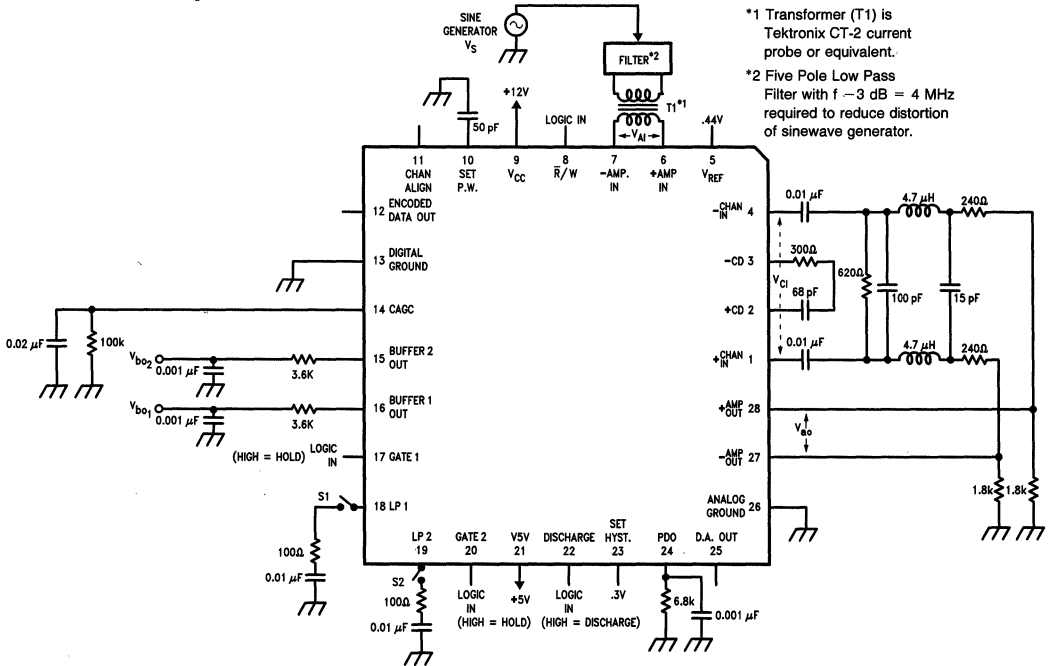 SINE
GENERATOR
VS
FILTER*2
T1*1
*1 Transformer (T1) is
Tektronix CT-2 current
probe or equivalent.
*2 Five Pole Low Pass
Filter with f −3 dB = 4 MHz
required to reduce distortion
of sinewave generator.
50 pF
+12V
LOGIC IN
VAI
.44V
11
CHAN
ALIGN
10
SET
P.W.
9
VCC
8
R̅/W
7
-AMP.
IN
6
+AMP
IN
5
VREF
12 ENCODED
DATA OUT
13 DIGITAL
GROUND
14 CAGC
15 BUFFER 2
OUT
16 BUFFER 1
OUT
17 GATE 1
18 LP 1
0.02 μF
100k
Vbo2
0.001 μF
3.6K
Vbo1
0.001 μF
3.6K
(HIGH = HOLD)
LOGIC
IN
S1
100Ω
0.01 μF
LP 2
19
GATE 2
20
V5V
21
DISCHARGE
22
SET
HYST.
23
PDO
24
D.A. OUT
25
S2
100Ω
0.01 μF
LOGIC
IN
(HIGH = HOLD)
+5V
LOGIC
IN
(HIGH = DISCHARGE)
.3V
6.8k
0.001 μF
-CHAN
IN 4
-CD 3
+CD 2
+CHAN
IN 1
+AMP
OUT 28
-AMP
OUT 27
ANALOG
GROUND 26
0.01 μF
300Ω
VCI
68 pF
0.01 μF
620Ω
100 pF
4.7 μH
15 pF
240Ω
4.7 μH
240Ω
Vao
1.8k
1.8k